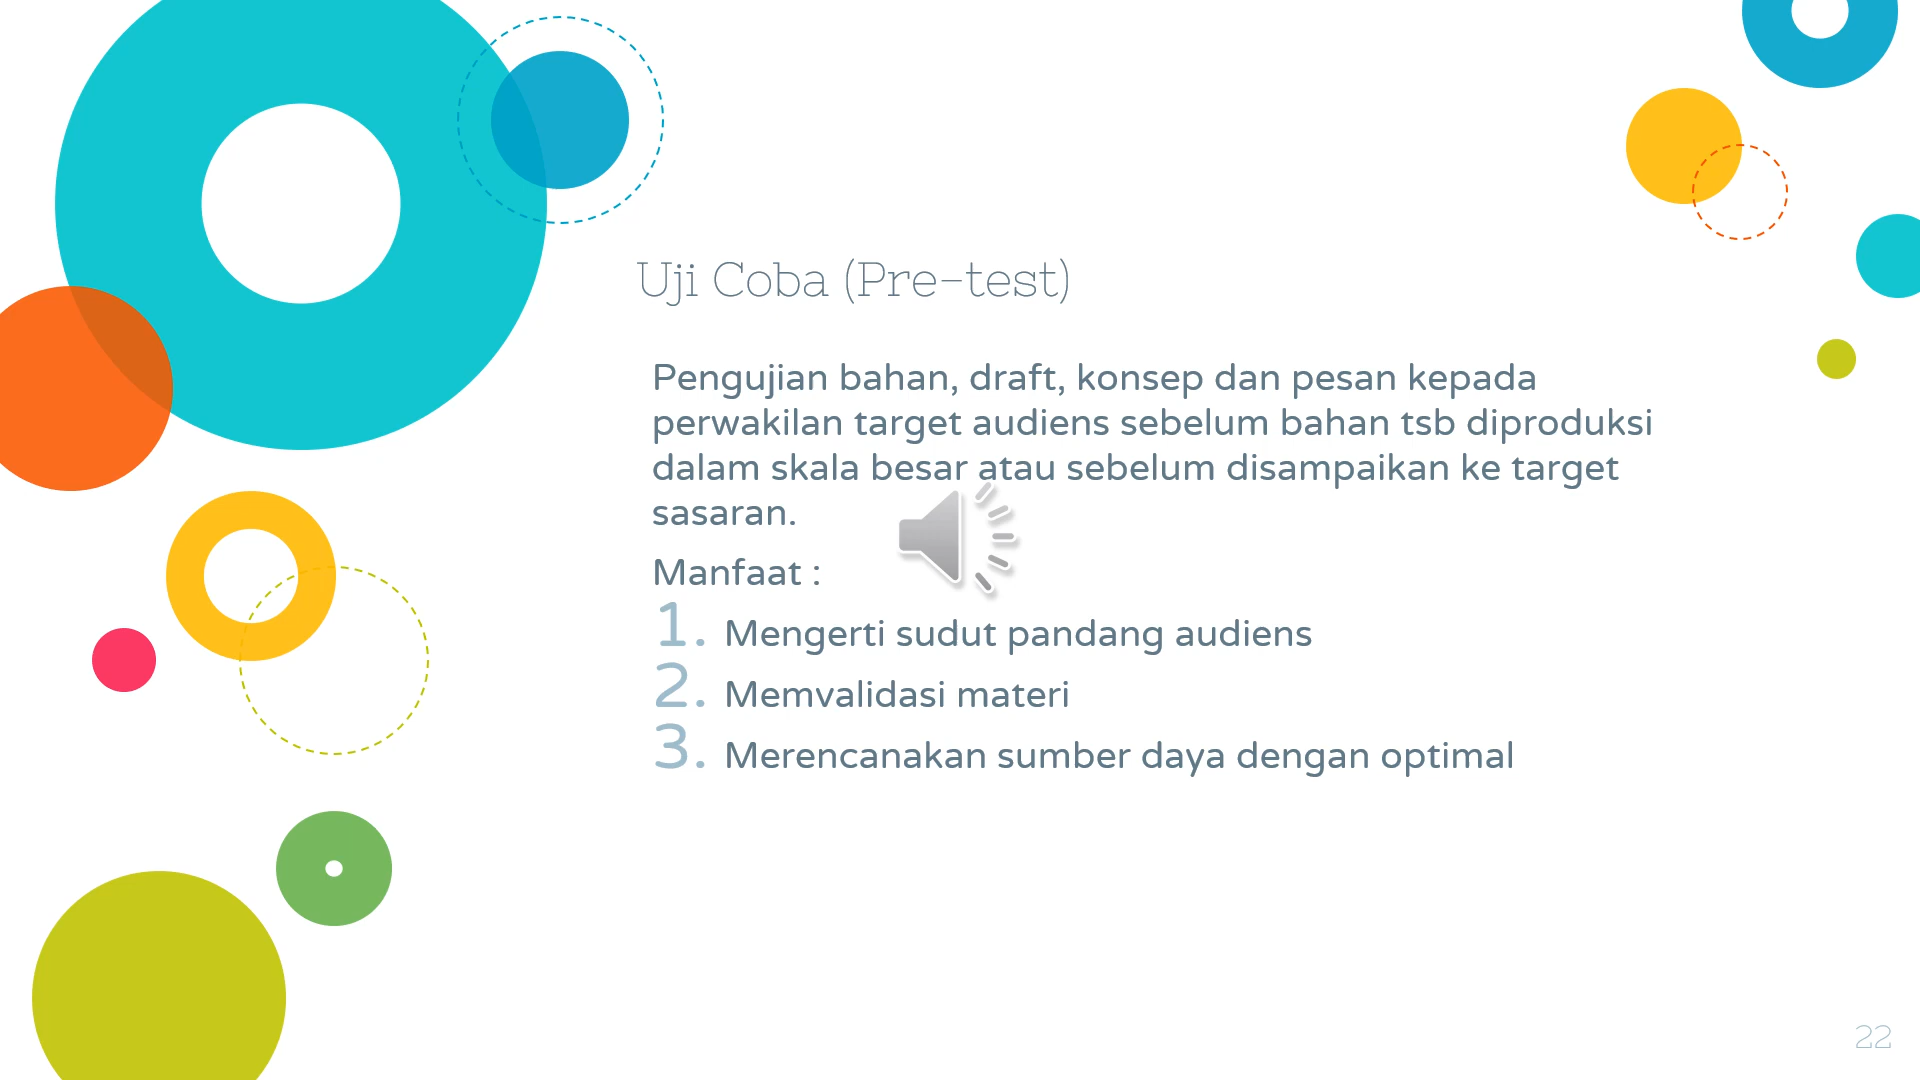 Uji Coba (Pre-test)
Pengujian bahan, draft, konsep dan pesan kepada
perwakilan target audiens sebelum bahan tsb diproduksi
dalam skala besar atau sebelum disampaikan ke target
sasaran.
Manfaat :
1. Mengerti sudut pandang audiens
2. Memvalidasi materi
3. Merencanakan sumber daya dengan optimal
22